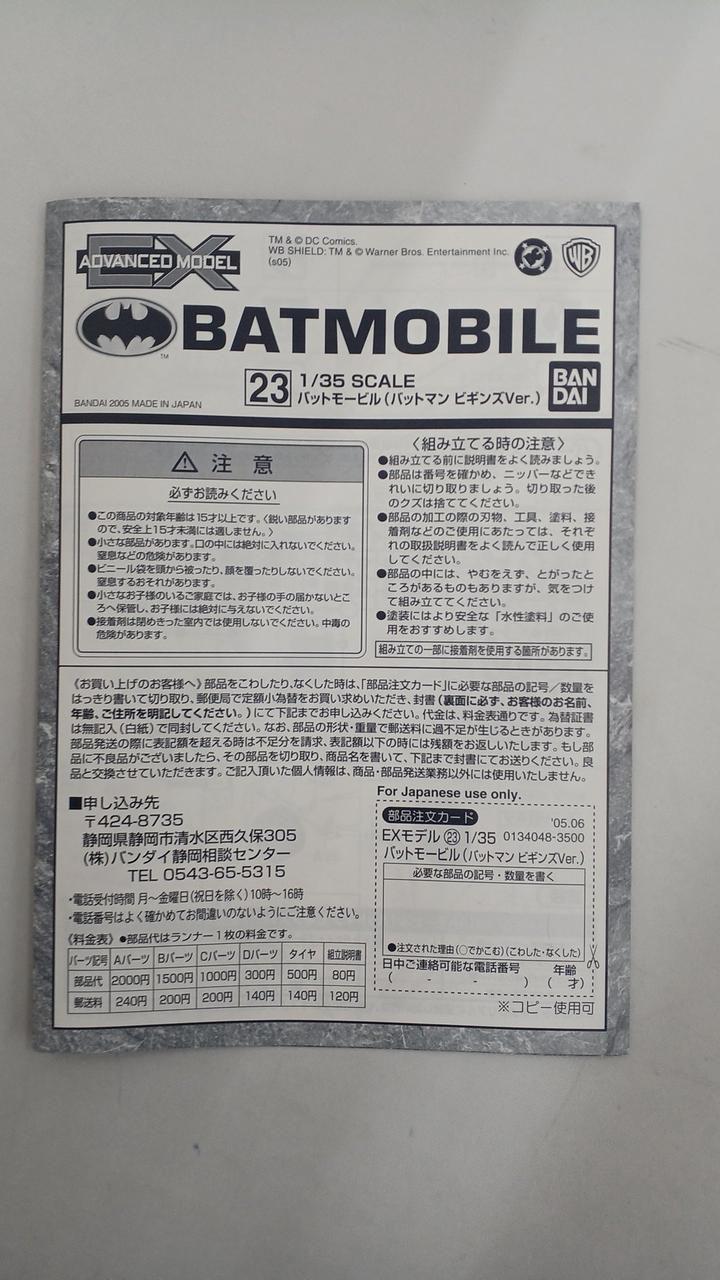 EX
ADVANCED MODEL
TM & © DC Comics.
WB SHIELD: TM & © Warner Bros. Entertainment Inc.
(s05)
DC
WB
BATMOBILE
TM
23
1/35 SCALE
バットモービル(バットマン ビギンズVer.)
BAN
DAI
BANDAI 2005 MADE IN JAPAN
⚠ 注 意
必ずお読みください
●この商品の対象年齢は15才以上です。〈鋭い部品があります
ので、安全上15才未満には適しません。〉
●小さな部品があります。口の中には絶対に入れないでください。
窒息などの危険があります。
●ビニール袋を頭から被ったり、顔を覆ったりしないでください。
窒息するおそれがあります。
●小さなお子様のいるご家庭では、お子様の手の届かないとこ
ろへ保管し、お子様には絶対に与えないでください。
●接着剤は閉めきった室内では使用しないでください。中毒の
危険があります。
〈組み立てる時の注意〉
●組み立てる前に説明書をよく読みましょう。
●部品は番号を確かめ、ニッパーなどでき
れいに切り取りましょう。切り取った後
のクズは捨ててください。
●部品の加工の際の刃物、工具、塗料、接
着剤などのご使用にあたっては、それぞ
れの取扱説明書をよく読んで正しく使用
してください。
●部品の中には、やむをえず、とがったと
ころがあるものもありますが、気をつけ
て組み立ててください。
●塗装にはより安全な「水性塗料」のご使
用をおすすめします。
組み立ての一部に接着剤を使用する箇所があります。
《お買い上げのお客様へ》部品をこわしたり、なくした時は、「部品注文カード」に必要な部品の記号／数量を
はっきり書いて切り取り、郵便局で定額小為替をお買い求めいただき、封書(裏面に必ず、お客様のお名前、
年齢、ご住所を明記してください。)にて下記までお申し込みください。代金は、料金表通りです。為替証書
は無記入(白紙)で同封してください。なお、部品の形状・重量で郵送料に過不足が生じるときがあります。
部品発送の際に表記額を超える時は不足分を請求、表記額以下の時には残額をお返しいたします。もし部
品に不良品がございましたら、その部品を切り取り、商品名を書いて、下記まで封書にてお送りください。良
品と交換させていただきます。ご記入頂いた個人情報は、商品・部品発送業務以外には使用いたしません。
■申し込み先
〒424-8735
静岡県静岡市清水区西久保305
(株)バンダイ静岡相談センター
TEL 0543-65-5315
・電話受付時間 月〜金曜日(祝日を除く)10時〜16時
・電話番号はよく確かめてお間違いのないようにご注意ください。
《料金表》●部品代はランナー1枚の料金です。
パーツ記号 Aパーツ Bパーツ Cパーツ Dパーツ タイヤ 組立説明書
部品代 2000円 1500円 1000円 300円 500円 80円
郵送料 240円 200円 200円 140円 140円 120円
For Japanese use only.
部品注文カード
'05.06
EXモデル ㉓ 1/35 0134048-3500
バットモービル(バットマン ビギンズVer.)
必要な部品の記号・数量を書く
●注文された理由(○でかこむ)(こわした・なくした)
日中ご連絡可能な電話番号 年齢
( - - ) ( 才)
※コピー使用可